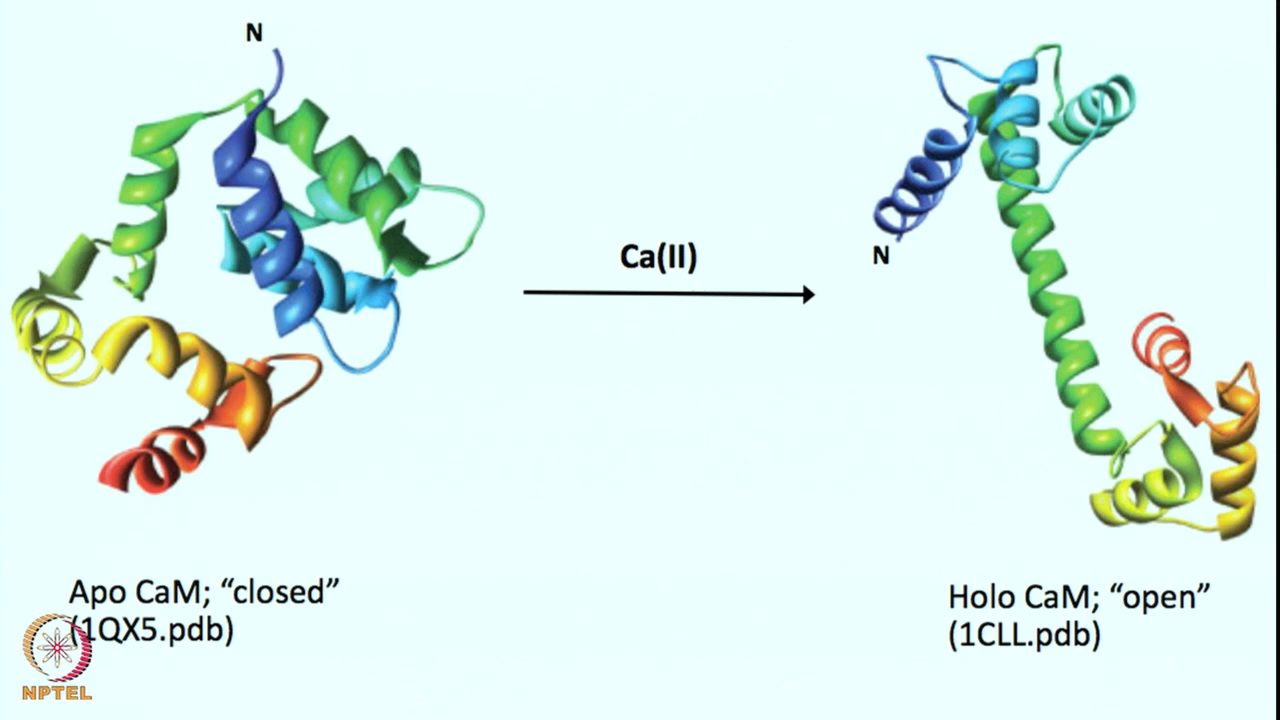 N
Ca(II)
N
Apo CaM; “closed”
(1QX5.pdb)
Holo CaM; “open”
(1CLL.pdb)
NPTEL